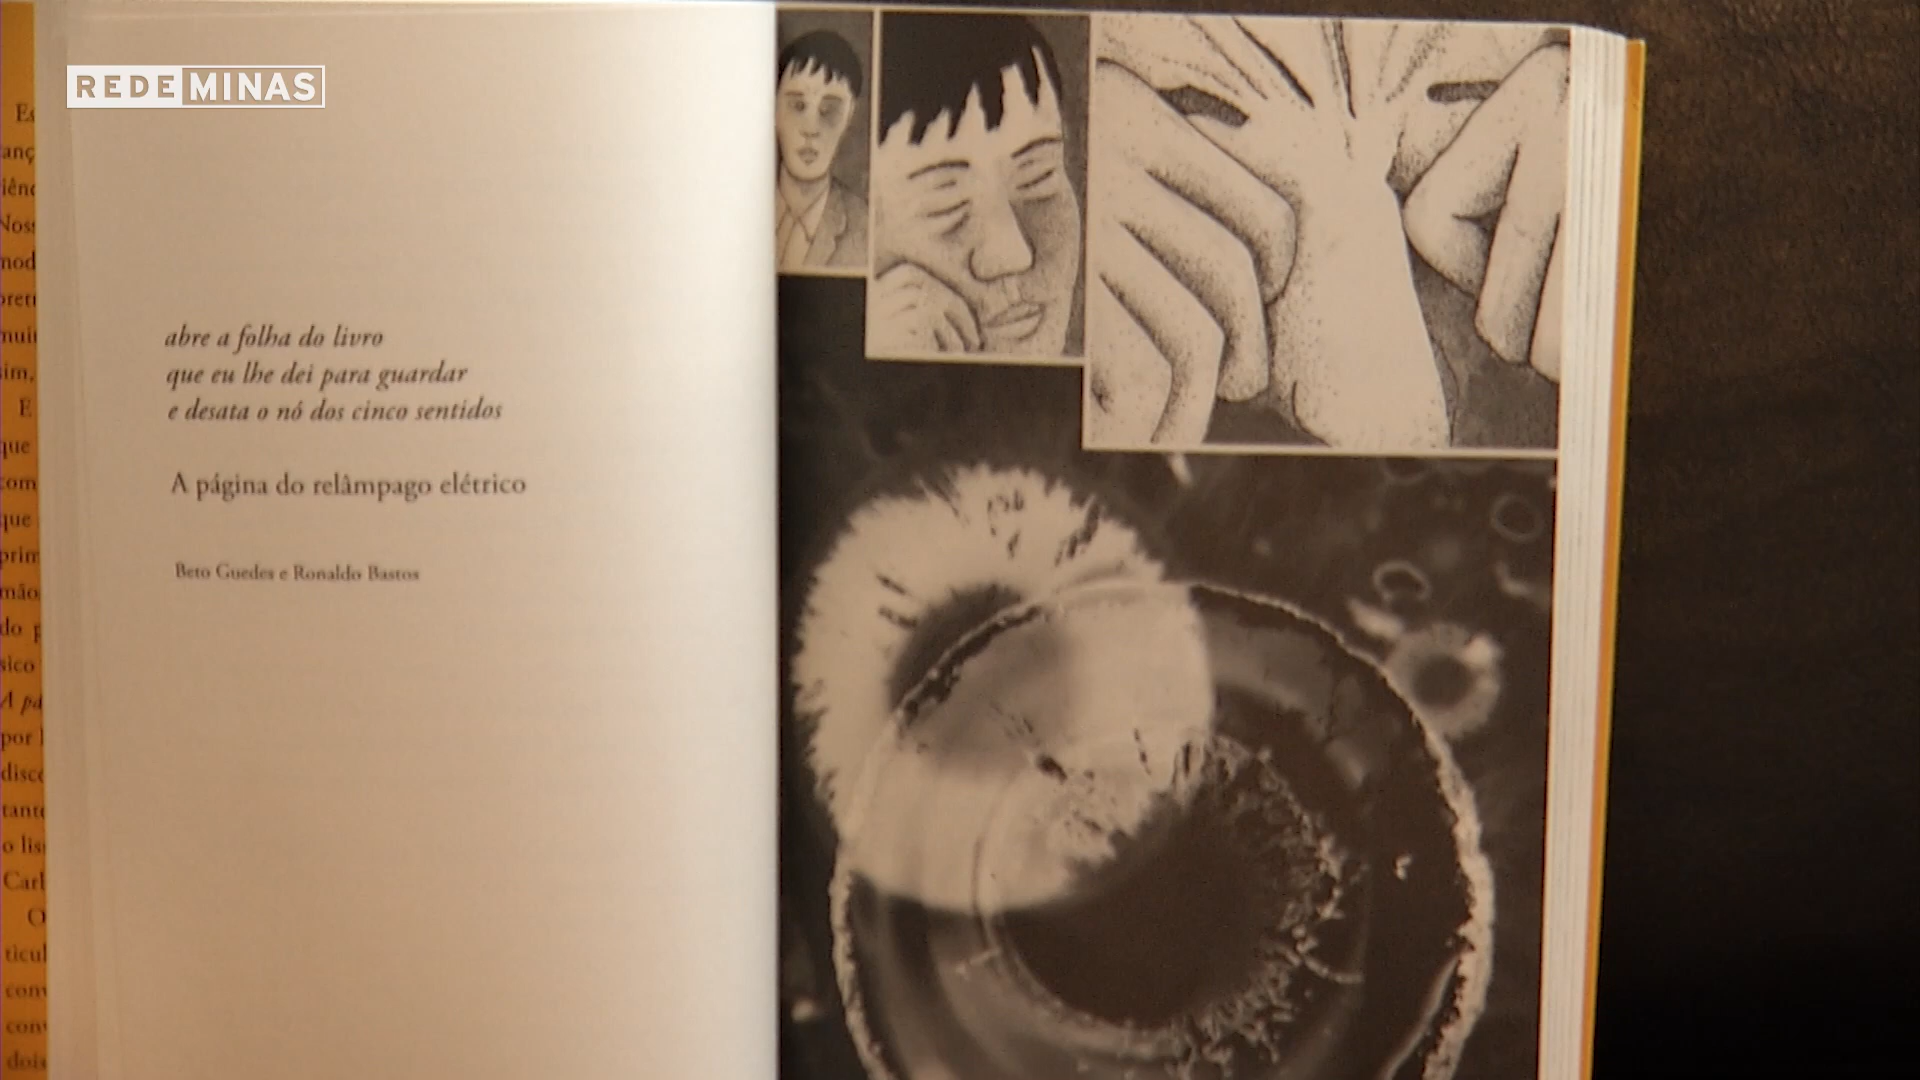 REDE MINAS
abre a folha do livro
que eu lhe dei para guardar
e desata o nó dos cinco sentidos
A página do relâmpago elétrico
Beto Guedes e Ronaldo Bastos